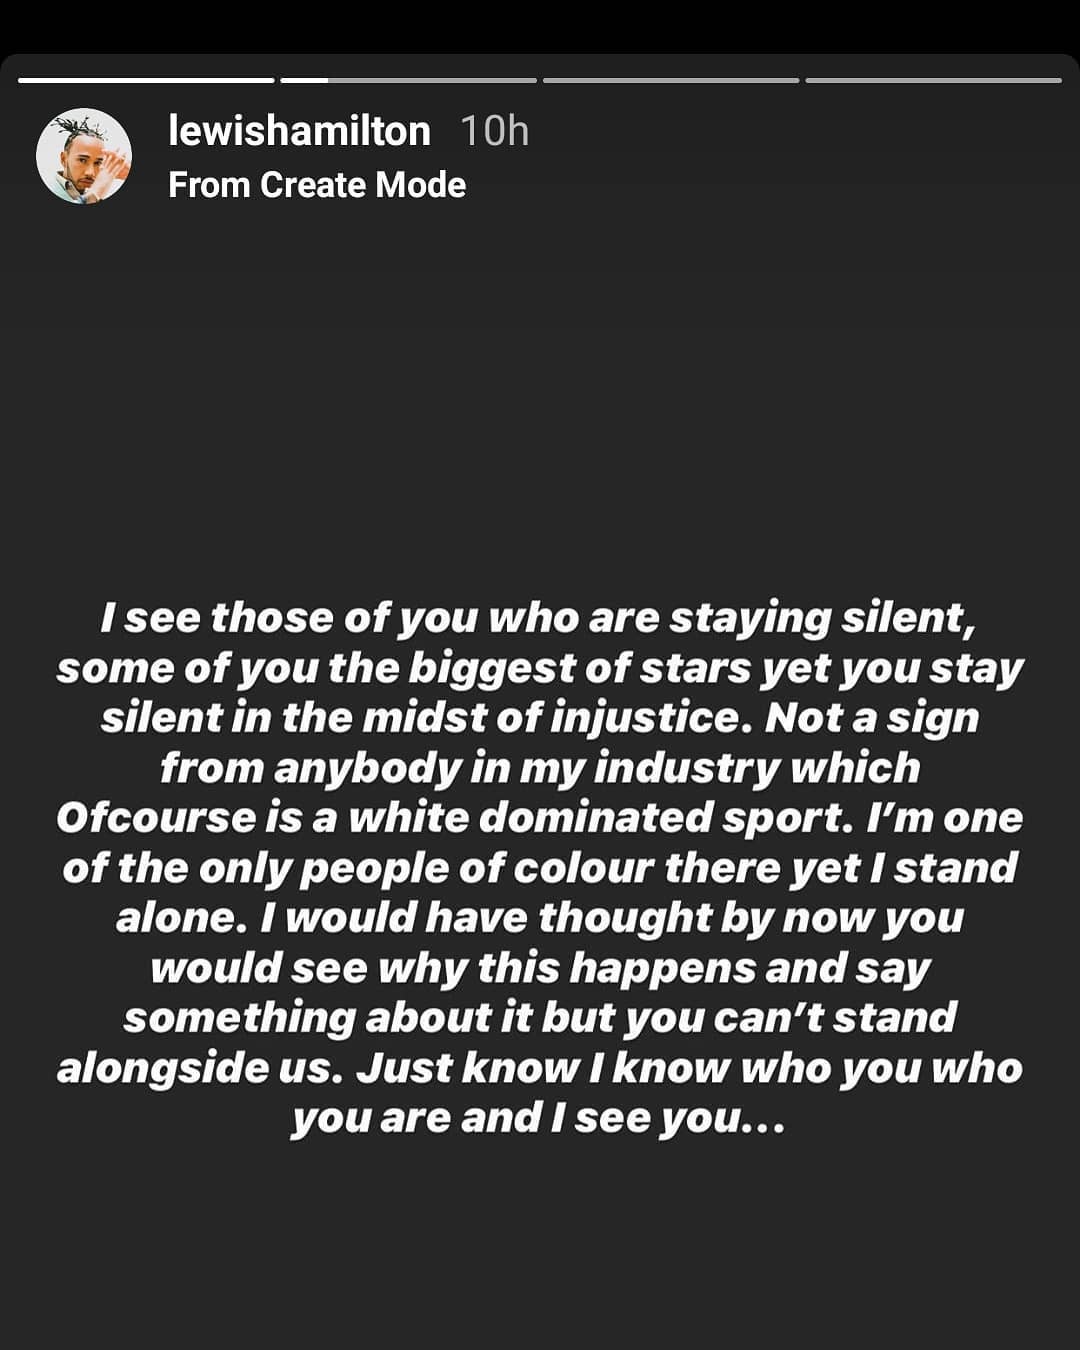 lewishamilton 10h
From Create Mode
I see those of you who are staying silent,
some of you the biggest of stars yet you stay
silent in the midst of injustice. Not a sign
from anybody in my industry which
Ofcourse is a white dominated sport. I’m one
of the only people of colour there yet I stand
alone. I would have thought by now you
would see why this happens and say
something about it but you can’t stand
alongside us. Just know I know who you who
you are and I see you...